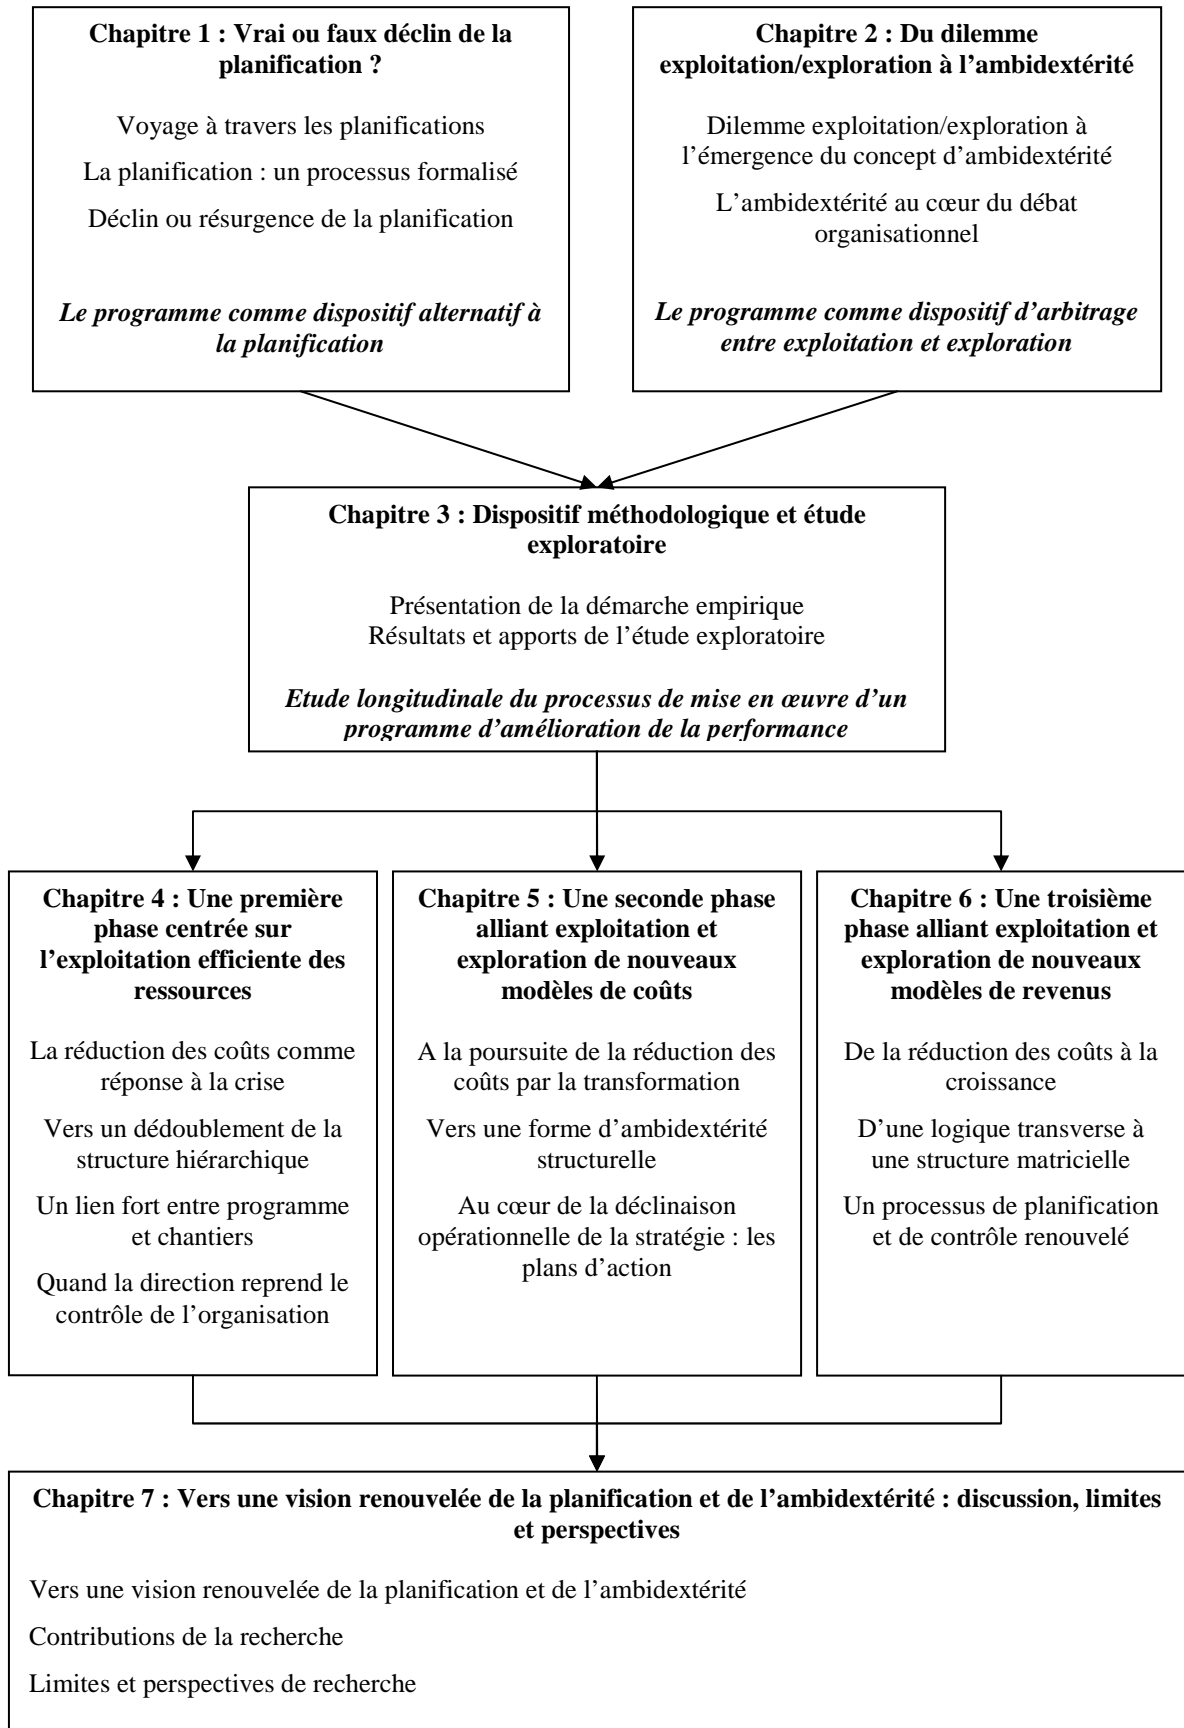 Chapitre 1 : Vrai ou faux déclin de la
planification ?
Voyage à travers les planifications
La planification : un processus formalisé
Déclin ou résurgence de la planification
Le programme comme dispositif alternatif à
la planification
Chapitre 2 : Du dilemme
exploitation/exploration à l’ambidextérité
Dilemme exploitation/exploration à
l’émergence du concept d’ambidextérité
L’ambidextérité au cœur du débat
organisationnel
Le programme comme dispositif d’arbitrage
entre exploitation et exploration
Chapitre 3 : Dispositif méthodologique et étude
exploratoire
Présentation de la démarche empirique
Résultats et apports de l’étude exploratoire
Etude longitudinale du processus de mise en œuvre d’un
programme d’amélioration de la performance
Chapitre 4 : Une première
phase centrée sur
l’exploitation efficiente des
ressources
La réduction des coûts comme
réponse à la crise
Vers un dédoublement de la
structure hiérarchique
Un lien fort entre programme
et chantiers
Quand la direction reprend le
contrôle de l’organisation
Chapitre 5 : Une seconde phase
alliant exploitation et
exploration de nouveaux
modèles de coûts
A la poursuite de la réduction des
coûts par la transformation
Vers une forme d’ambidextérité
structurelle
Au cœur de la déclinaison
opérationnelle de la stratégie : les
plans d’action
Chapitre 6 : Une troisième
phase alliant exploitation et
exploration de nouveaux
modèles de revenus
De la réduction des coûts à la
croissance
D’une logique transverse à
une structure matricielle
Un processus de planification
et de contrôle renouvelé
Chapitre 7 : Vers une vision renouvelée de la planification et de l’ambidextérité : discussion, limites
et perspectives
Vers une vision renouvelée de la planification et de l’ambidextérité
Contributions de la recherche
Limites et perspectives de recherche